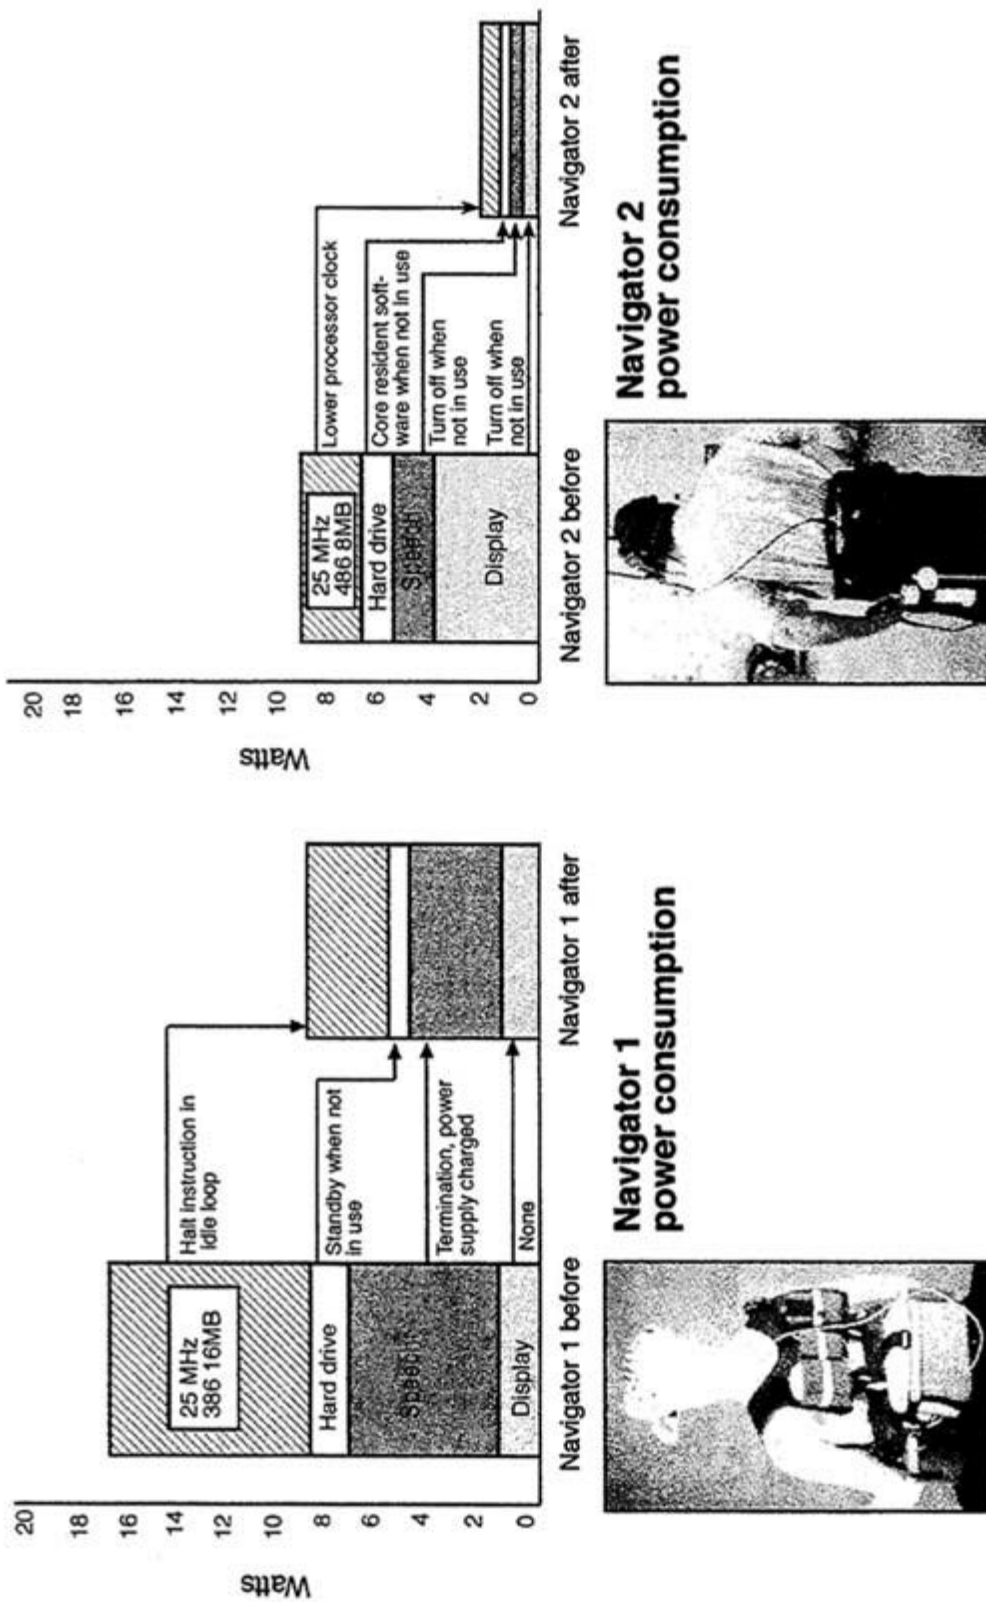 Watts
20
18
16
14
12
10
8
6
4
2
0
25 MHz
386 16MB
Hard drive
Speech
Display
Halt instruction in
idle loop
Standby when not
in use
Termination, power
supply charged
None
Navigator 1 before
Navigator 1 after
Navigator 1
power consumption
Watts
20
18
16
14
12
10
8
6
4
2
0
25 MHz
486 8MB
Hard drive
Speech
Display
Lower processor clock
Core resident soft-
ware when not in use
Turn off when
not in use
Turn off when
not in use
Navigator 2 before
Navigator 2 after
Navigator 2
power consumption